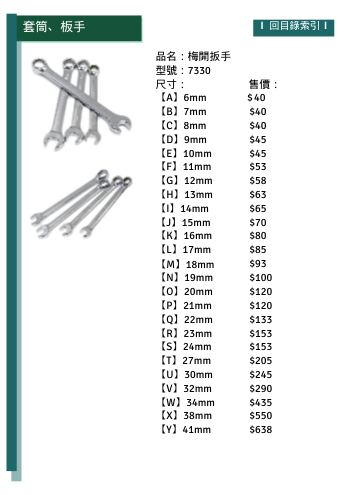 套筒、扳手
回目錄索引
品名：梅開扳手
型號：7330
尺寸： 售價：
【A】6mm $40
【B】7mm $40
【C】8mm $40
【D】9mm $45
【E】10mm $45
【F】11mm $53
【G】12mm $58
【H】13mm $63
【I】14mm $65
【J】15mm $70
【K】16mm $80
【L】17mm $85
【M】18mm $93
【N】19mm $100
【O】20mm $120
【P】21mm $120
【Q】22mm $133
【R】23mm $153
【S】24mm $153
【T】27mm $205
【U】30mm $245
【V】32mm $290
【W】34mm $435
【X】38mm $550
【Y】41mm $638